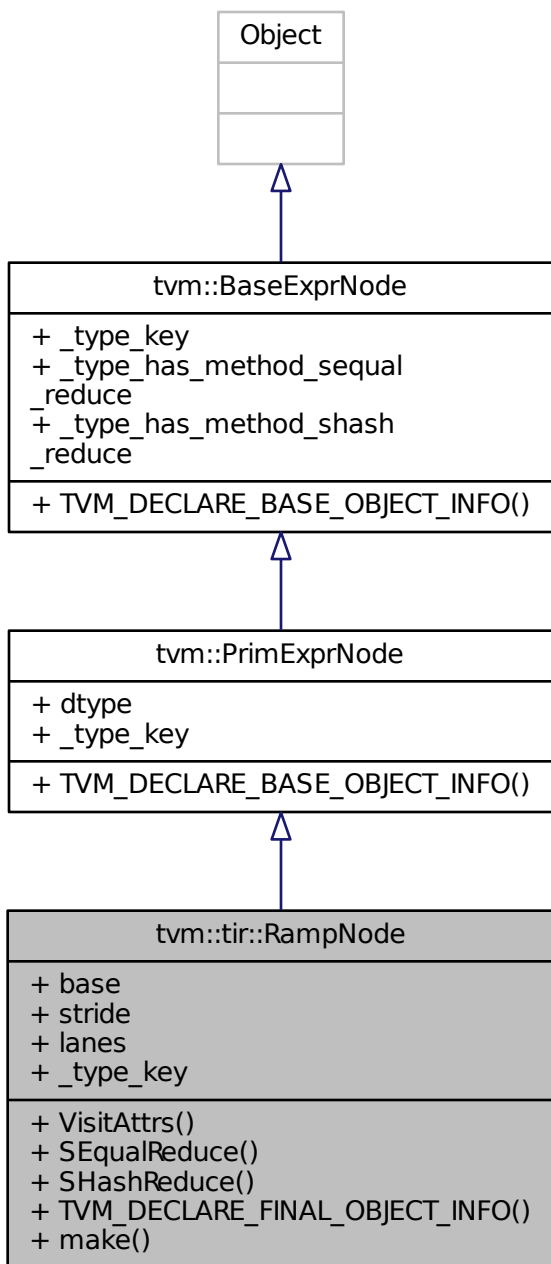 Object
tvm::BaseExprNode
+ _type_key
+ _type_has_method_sequal
_reduce
+ _type_has_method_shash
_reduce
+ TVM_DECLARE_BASE_OBJECT_INFO()
tvm::PrimExprNode
+ dtype
+ _type_key
+ TVM_DECLARE_BASE_OBJECT_INFO()
tvm::tir::RampNode
+ base
+ stride
+ lanes
+ _type_key
+ VisitAttrs()
+ SEqualReduce()
+ SHashReduce()
+ TVM_DECLARE_FINAL_OBJECT_INFO()
+ make()